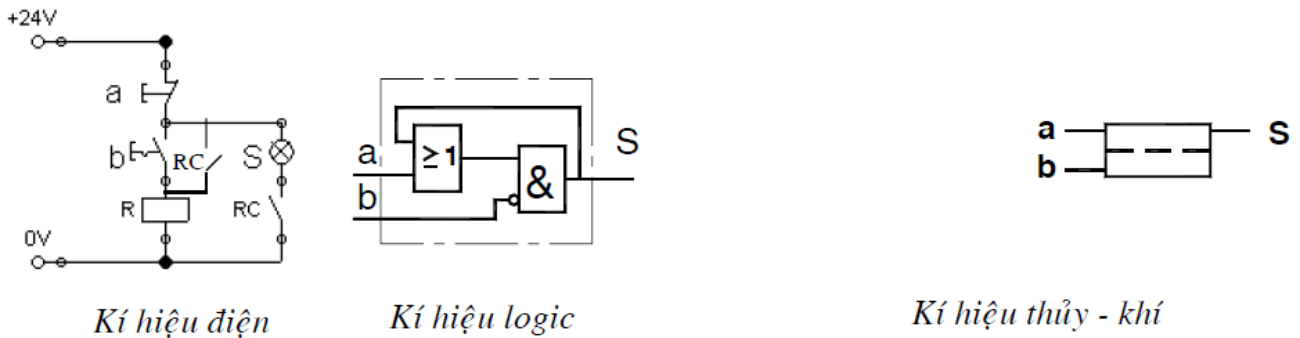 +24V
a
b
RC
S
R
RC
0V
Kí hiệu điện
a
b
≥1
&
S
Kí hiệu logic
a
b
S
Kí hiệu thủy - khí